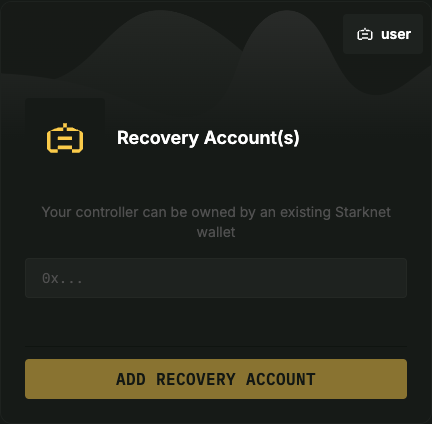 user
Recovery Account(s)
Your controller can be owned by an existing Starknet
wallet
0x...
ADD RECOVERY ACCOUNT